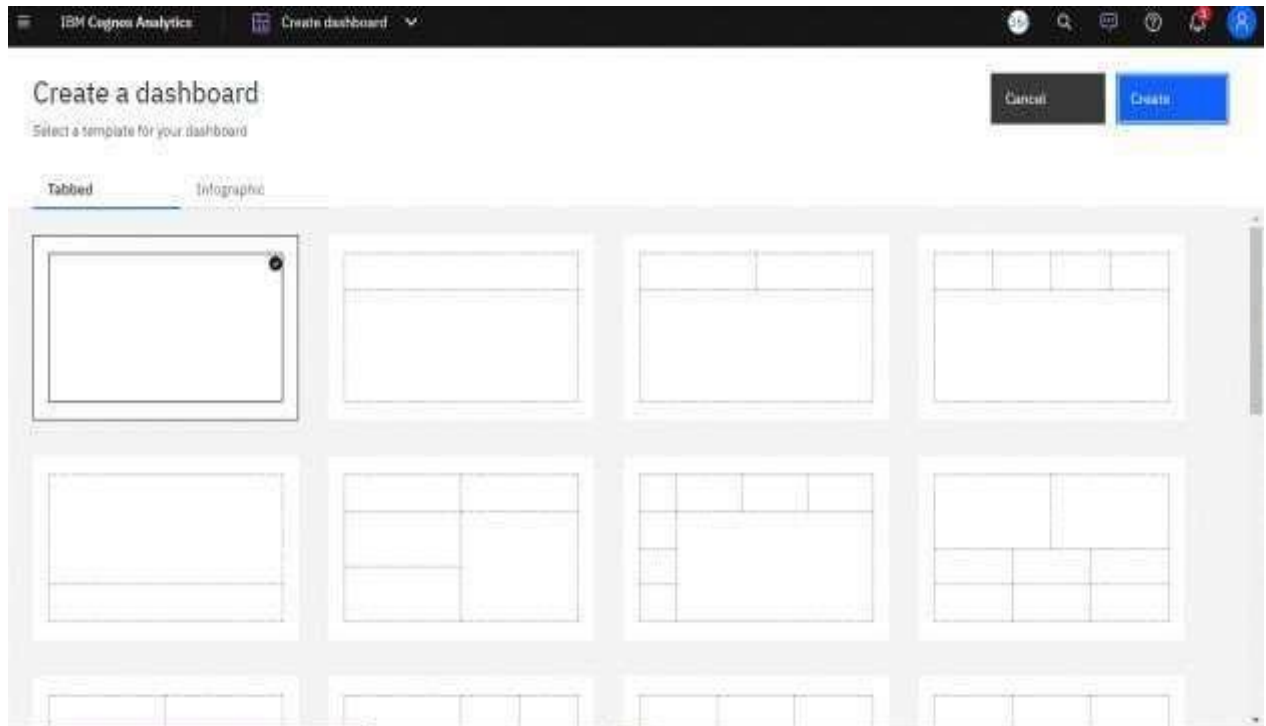 IBM Cognos Analytics
Create dashboard
Create a dashboard
Select a template for your dashboard
Cancel
Create
Tabbed
Infographic